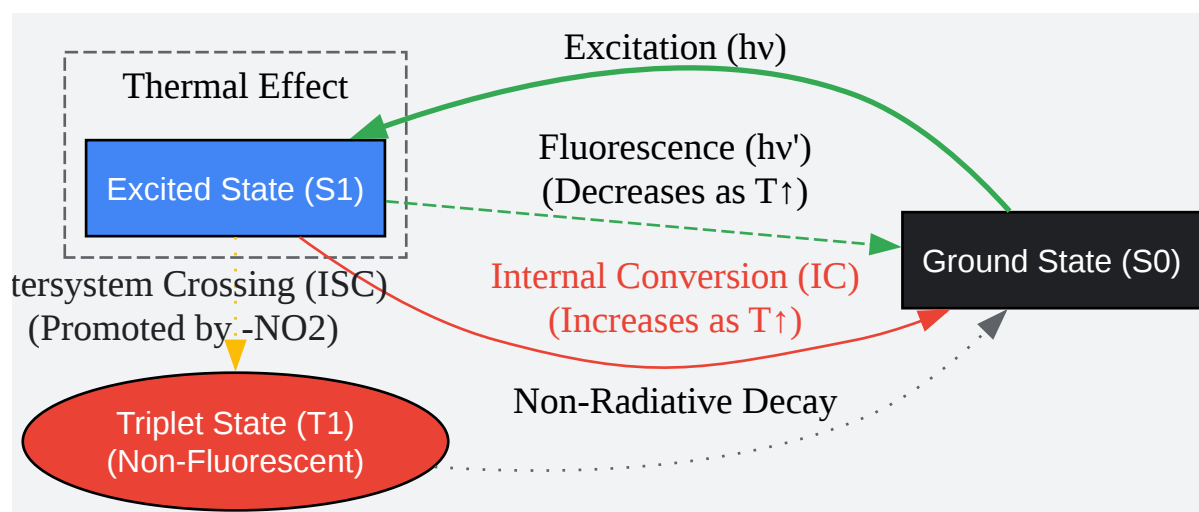 Excitation (hν)
Thermal Effect
Fluorescence (hν')
(Decreases as T↑)
Excited State (S1)
Ground State (S0)
Internal Conversion (IC)
(Increases as T↑)
tersystem Crossing (ISC)
(Promoted by -NO2)
Non-Radiative Decay
Triplet State (T1)
(Non-Fluorescent)